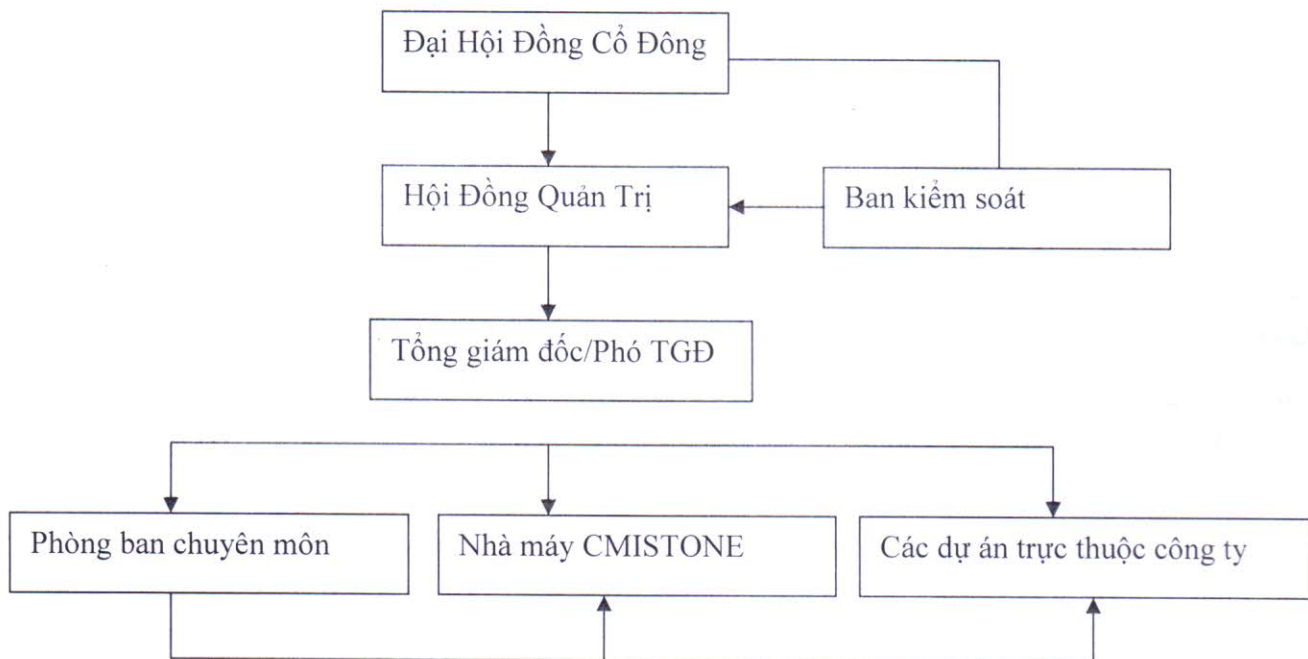 Đại Hội Đồng Cổ Đông
Hội Đồng Quản Trị
Ban kiểm soát
Tổng giám đốc/Phó TGĐ
Phòng ban chuyên môn
Nhà máy CMISTONE
Các dự án trực thuộc công ty